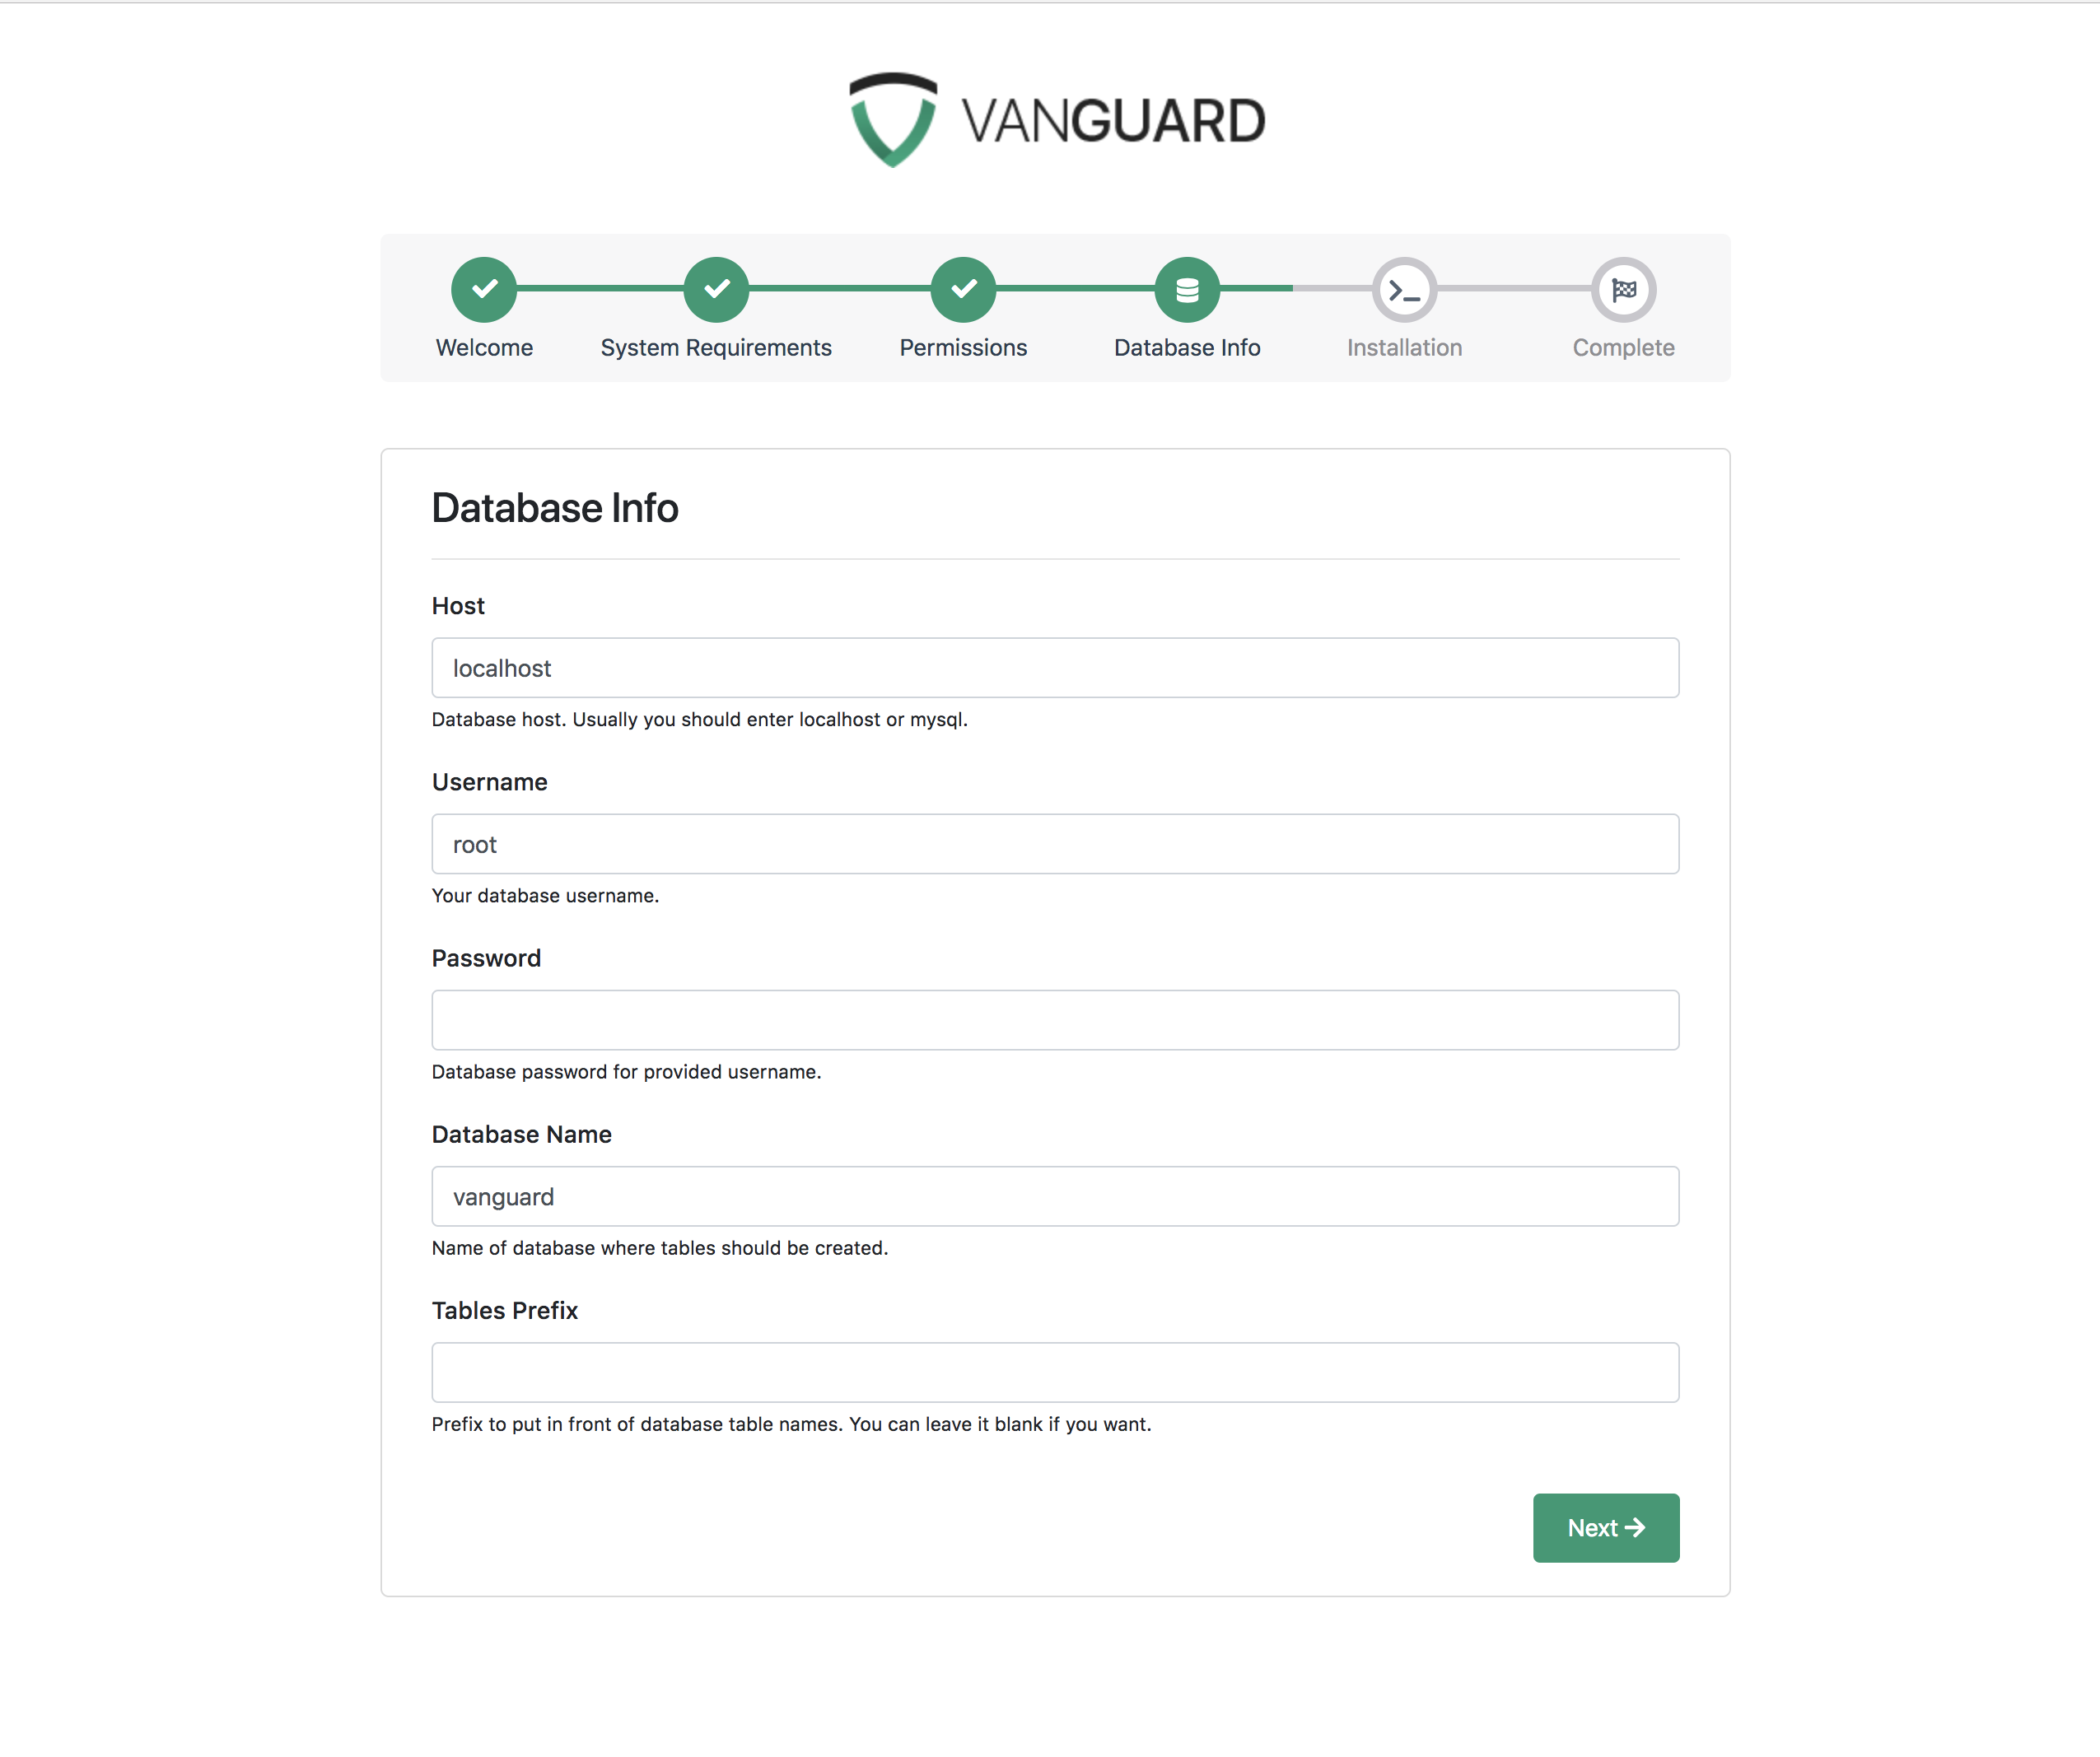 VANGUARD
Welcome
System Requirements
Permissions
Database Info
Installation
Complete
Database Info
Host
localhost
Database host. Usually you should enter localhost or mysql.
Username
root
Your database username.
Password
Database password for provided username.
Database Name
vanguard
Name of database where tables should be created.
Tables Prefix
Prefix to put in front of database table names. You can leave it blank if you want.
Next